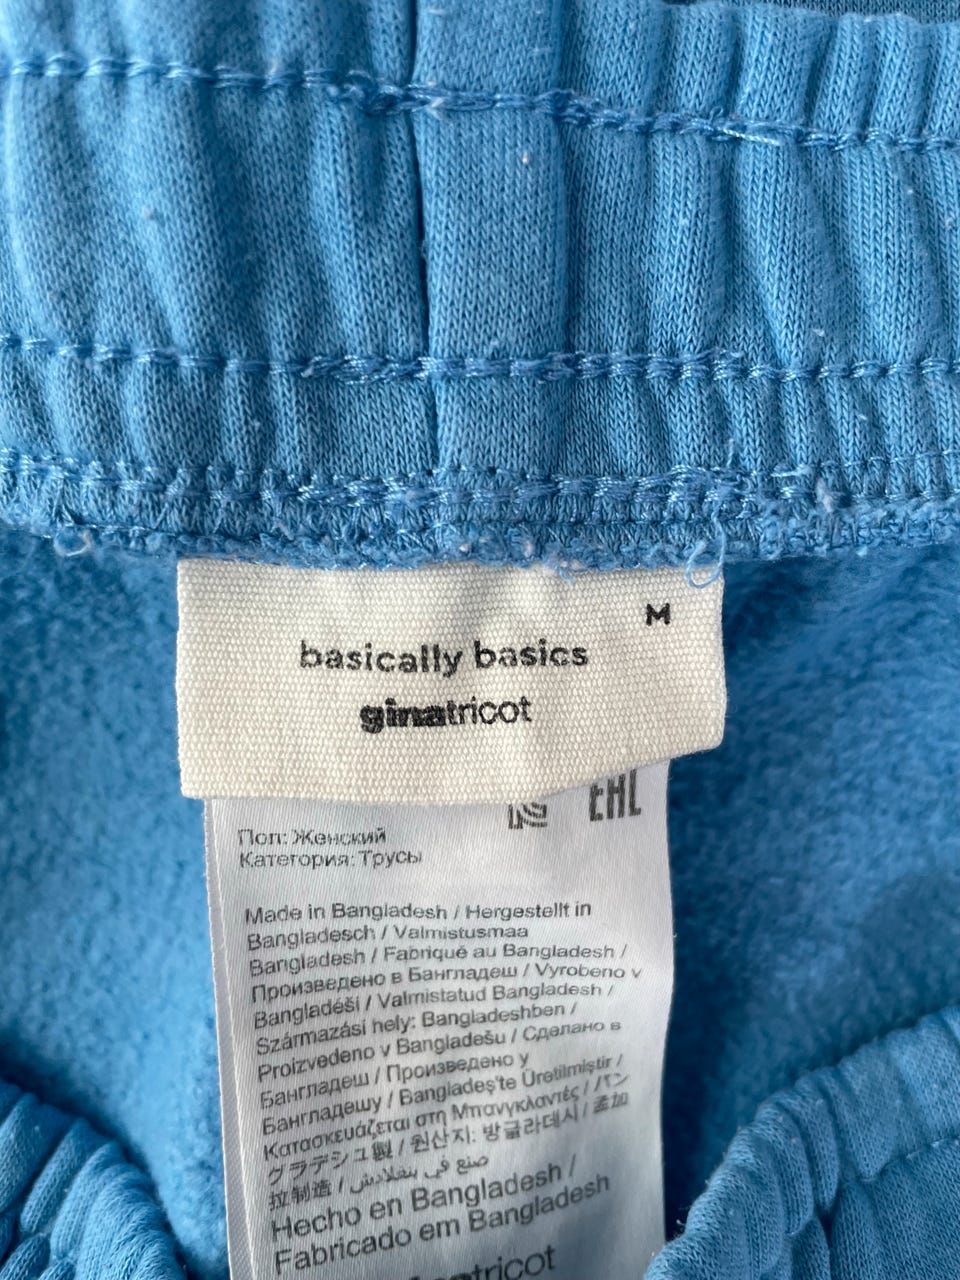 M
basically basics
ginatricot
EAC
Пол: Женский
Категория: Трусы
Made in Bangladesh / Hergestellt in
Bangladesch / Valmistusmaa
Bangladesh / Fabriqué au Bangladesh /
Произведено в Бангладеш / Vyrobeno v
Bangladéši / Valmistatud Bangladesh /
Származási hely: Bangladeshben /
Proizvedeno v Bangladešu / Сделано в
Бангладеш / Произведено у
Бангладешу / Bangladeş'te Üretilmiştir /
Κατασκευάζεται στη Μπανγκλαντές / バン
グラデシュ製 / 원산지: 방글라데시 / 孟加
拉制造 / صنع في بنغلاديش
Hecho en Bangladesh /
Fabricado em Bangladesh
ginatricot